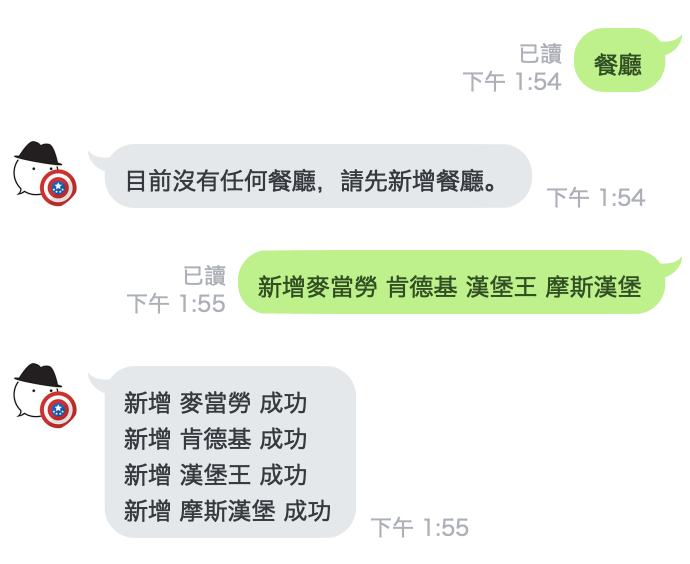 已讀
下午 1:54
餐廳
目前沒有任何餐廳，請先新增餐廳。
下午 1:54
已讀
下午 1:55
新增麥當勞 肯德基 漢堡王 摩斯漢堡
新增 麥當勞 成功
新增 肯德基 成功
新增 漢堡王 成功
新增 摩斯漢堡 成功
下午 1:55